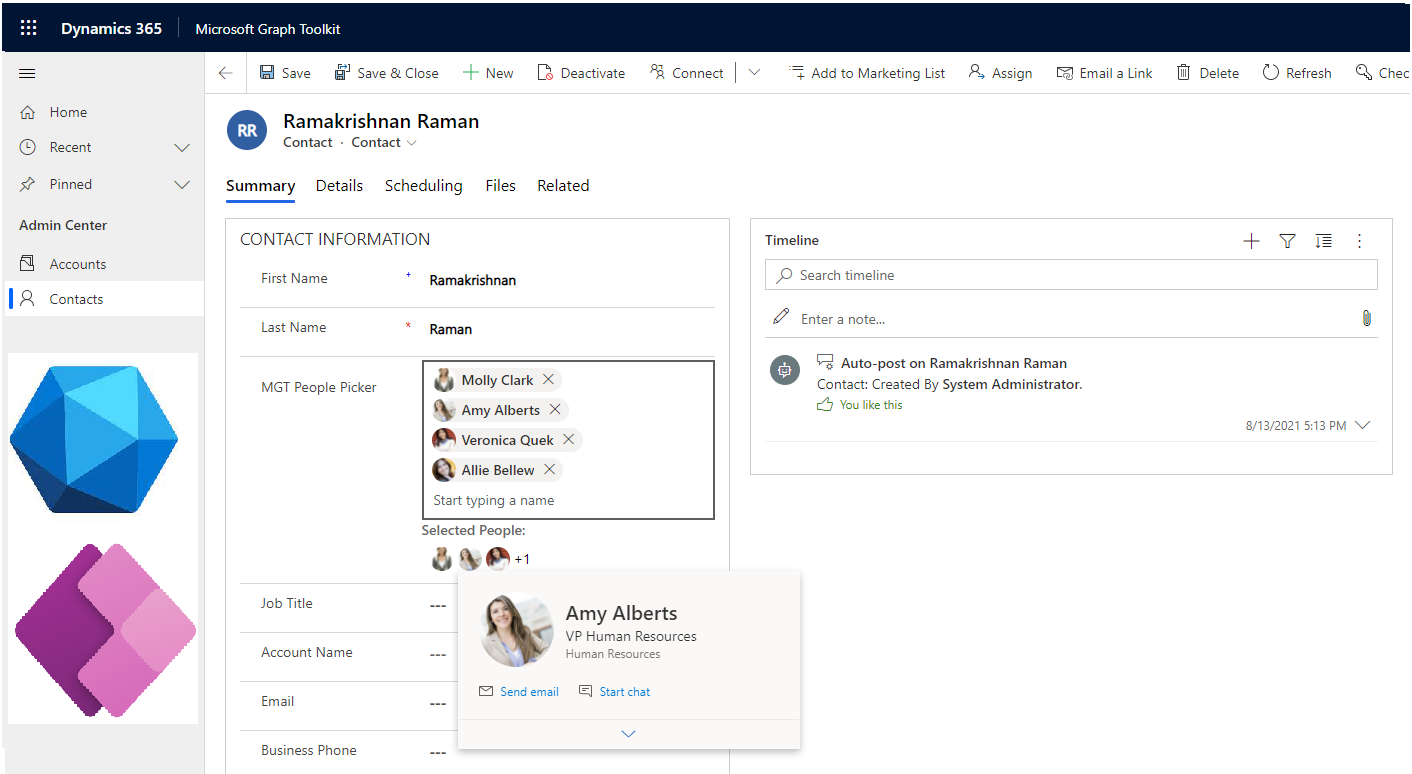 Dynamics 365 Microsoft Graph Toolkit
Save Save & Close New Deactivate Connect Add to Marketing List Assign Email a Link Delete Refresh Chec
Home
Recent
Pinned
Admin Center
Accounts
Contacts
RR
Ramakrishnan Raman
Contact · Contact
Summary Details Scheduling Files Related
CONTACT INFORMATION
First Name + Ramakrishnan
Last Name * Raman
MGT People Picker
Molly Clark
Amy Alberts
Veronica Quek
Allie Bellew
Start typing a name
Selected People:
+1
Job Title ---
Account Name ---
Email ---
Business Phone ---
Amy Alberts
VP Human Resources
Human Resources
Send email Start chat
Timeline
Search timeline
Enter a note...
Auto-post on Ramakrishnan Raman
Contact: Created By System Administrator.
You like this
8/13/2021 5:13 PM